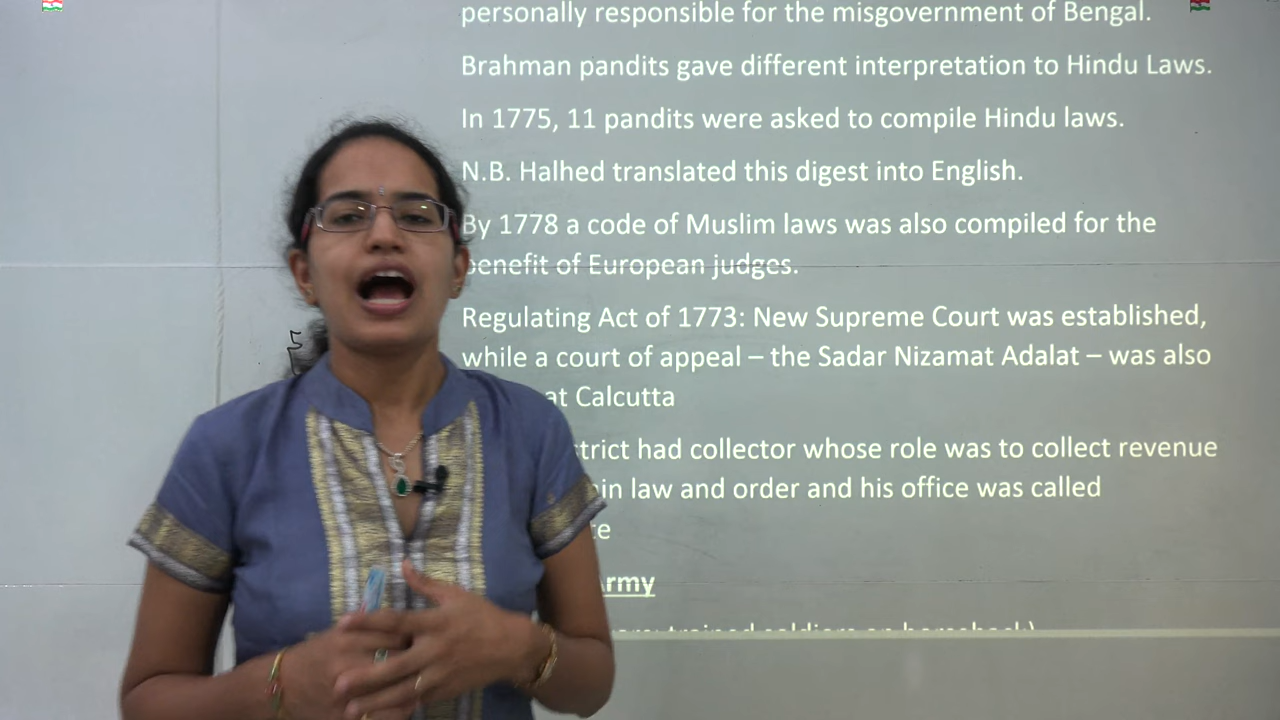 personally responsible for the misgovernment of Bengal.
Brahman pandits gave different interpretation to Hindu Laws.
In 1775, 11 pandits were asked to compile Hindu laws.
N.B. Halhed translated this digest into English.
By 1778 a code of Muslim laws was also compiled for the
benefit of European judges.
Regulating Act of 1773: New Supreme Court was established,
while a court of appeal – the Sadar Nizamat Adalat – was also
at Calcutta
had collector whose role was to collect revenue
law and order and his office was called
Army
trained soldiers on horseback)